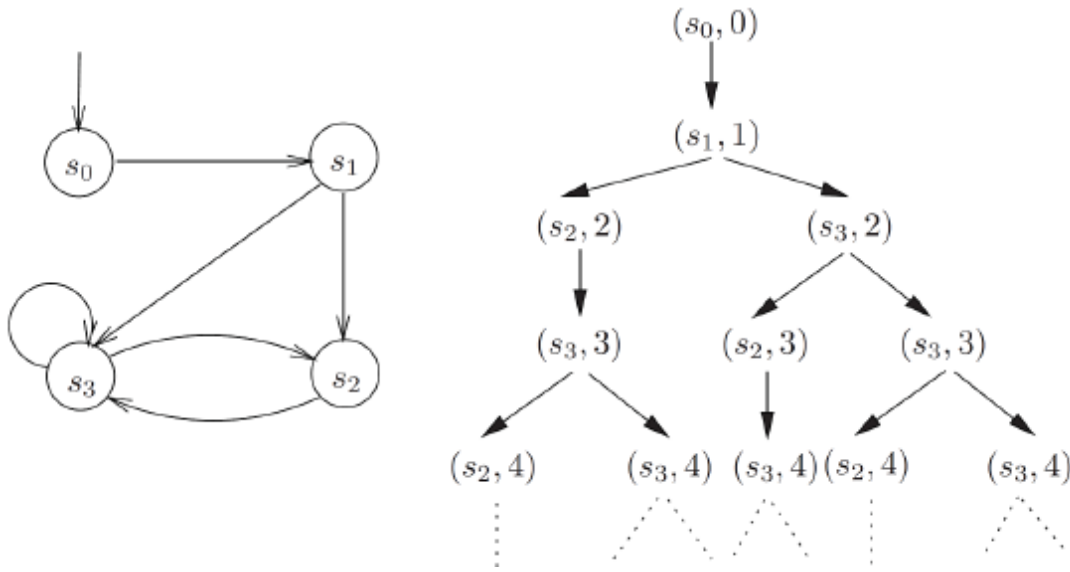 (s₀, 0)
(s₁, 1)
s₀
s₁
(s₂, 2)
(s₃, 2)
(s₃, 3)
(s₂, 3)
(s₃, 3)
s₃
s₂
(s₂, 4)
(s₃, 4)
(s₃, 4)
(s₂, 4)
(s₃, 4)